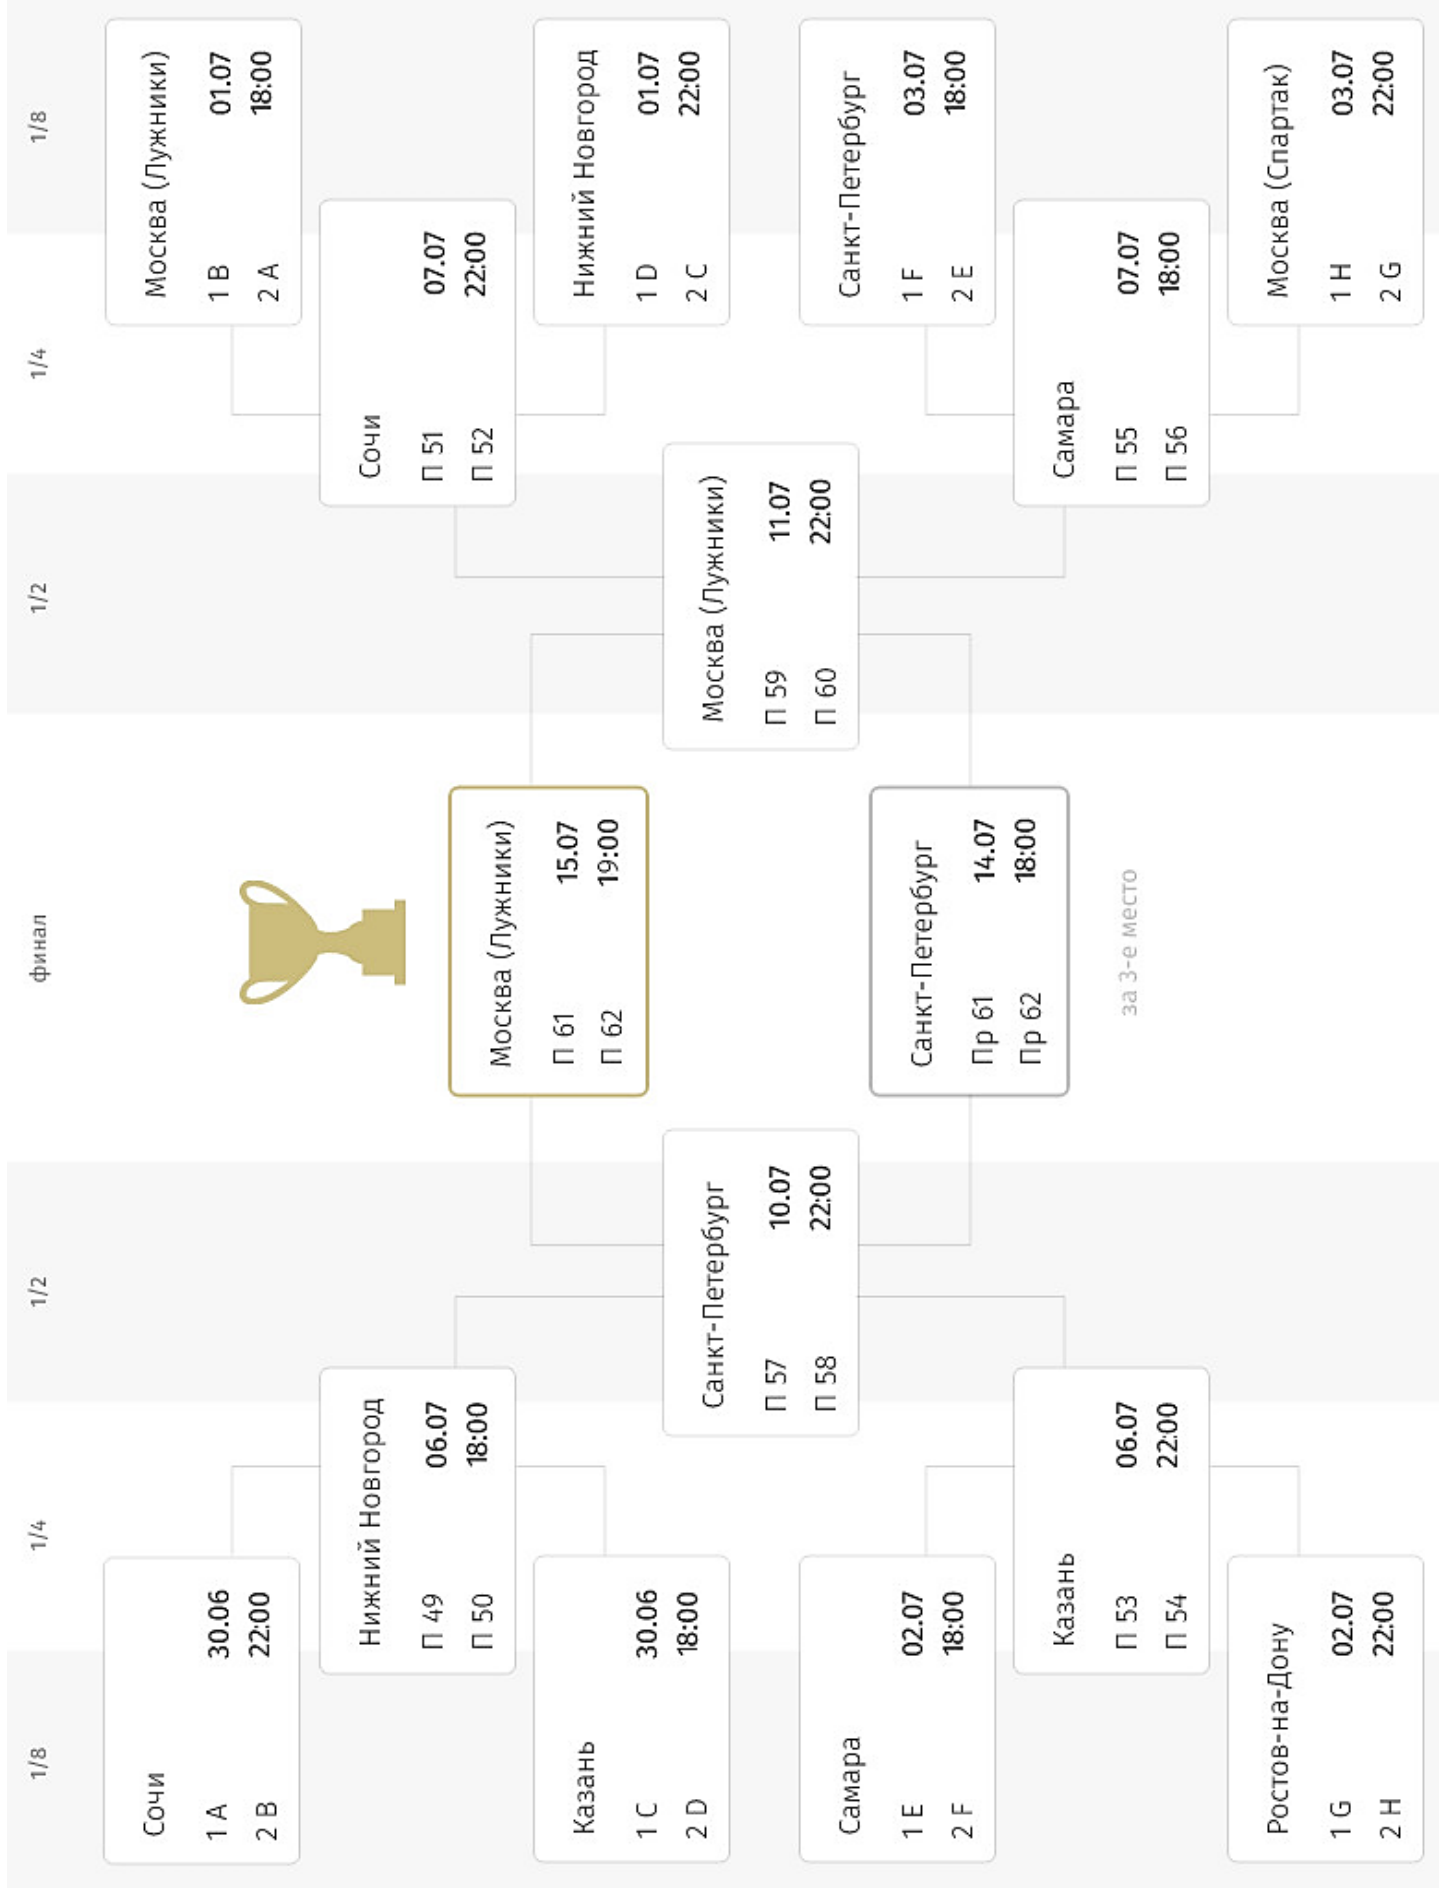 1/8
1/4
1/2
финал
1/2
1/4
1/8
Сочи
1 A 30.06
2 B 22:00
Нижний Новгород
П 49 06.07
П 50 18:00
Казань
1 C 30.06
2 D 18:00
Санкт-Петербург
П 57 10.07
П 58 22:00
Самара
1 E 02.07
2 F 18:00
Казань
П 53 06.07
П 54 22:00
Ростов-на-Дону
1 G 02.07
2 H 22:00
Москва (Лужники)
П 61 15.07
П 62 19:00
Санкт-Петербург
Пр 61 14.07
Пр 62 18:00
за 3-е место
Москва (Лужники)
1 B 01.07
2 A 18:00
Сочи
П 51 07.07
П 52 22:00
Нижний Новгород
1 D 01.07
2 C 22:00
Москва (Лужники)
П 59 11.07
П 60 22:00
Санкт-Петербург
1 F 03.07
2 E 18:00
Самара
П 55 07.07
П 56 18:00
Москва (Спартак)
1 H 03.07
2 G 22:00